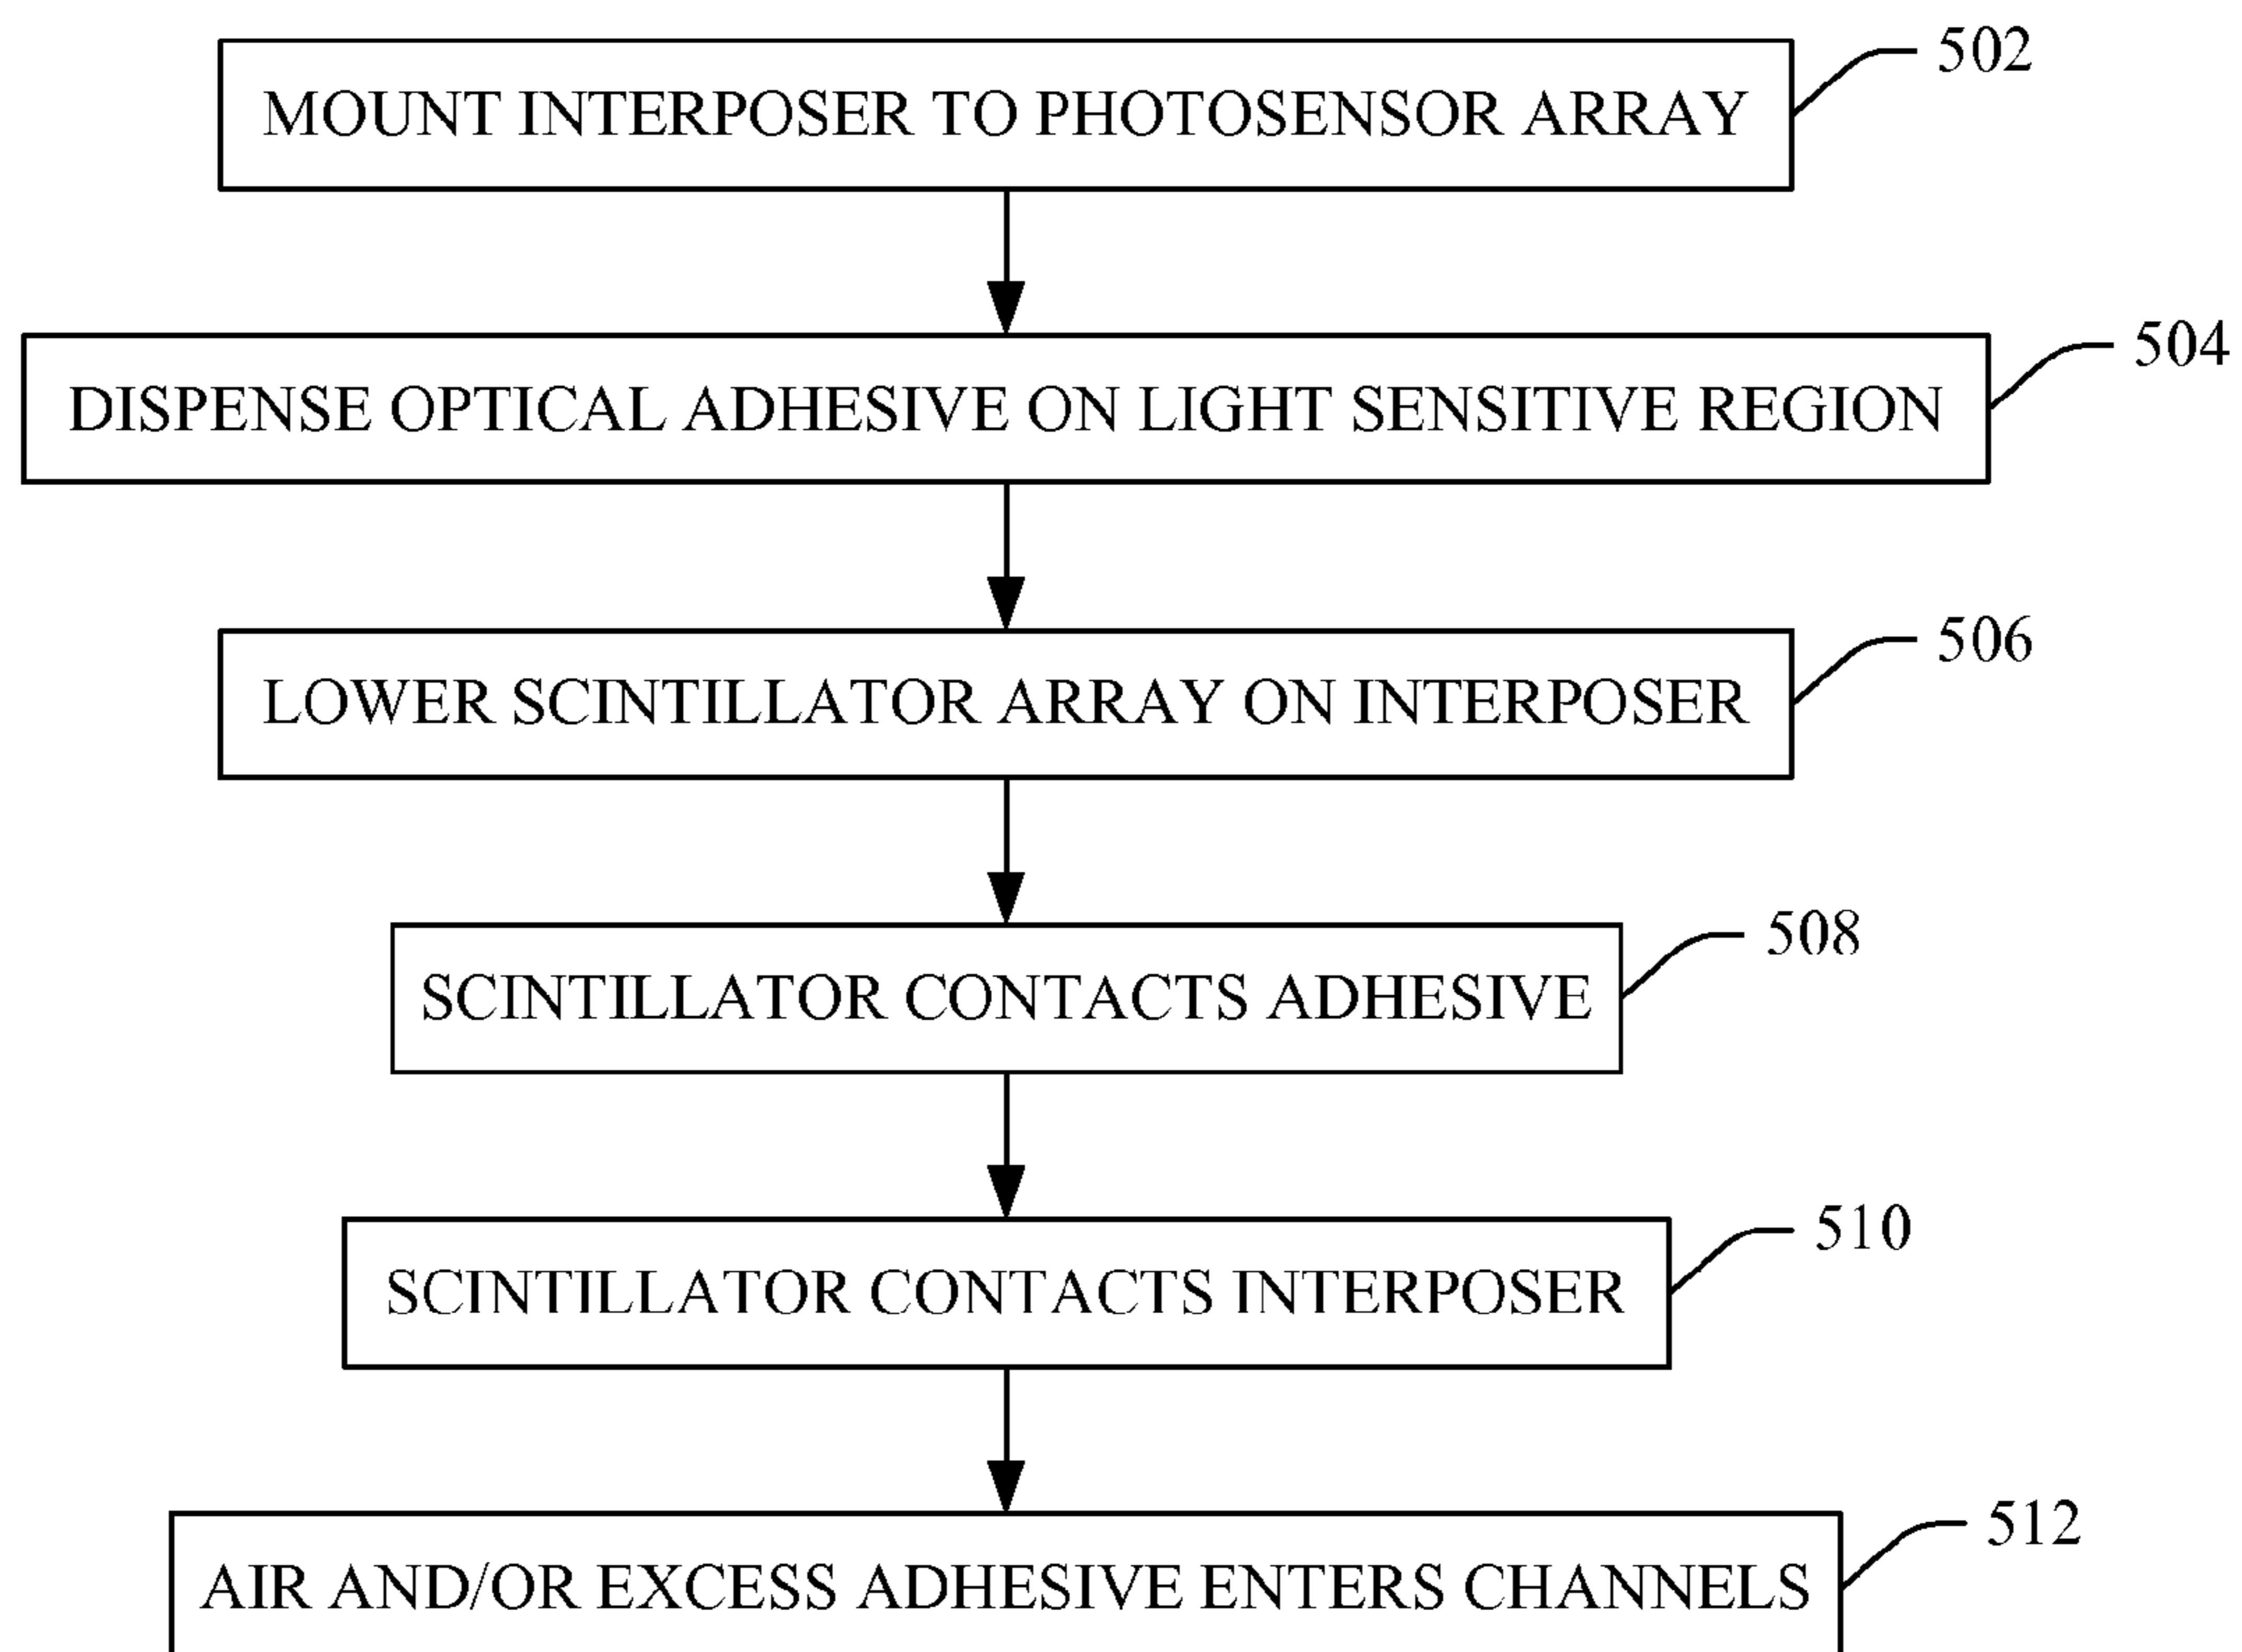 502
MOUNT INTERPOSER TO PHOTOSENSOR ARRAY
504
DISPENSE OPTICAL ADHESIVE ON LIGHT SENSITIVE REGION
506
LOWER SCINTILLATOR ARRAY ON INTERPOSER
508
SCINTILLATOR CONTACTS ADHESIVE
510
SCINTILLATOR CONTACTS INTERPOSER
512
AIR AND/OR EXCESS ADHESIVE ENTERS CHANNELS